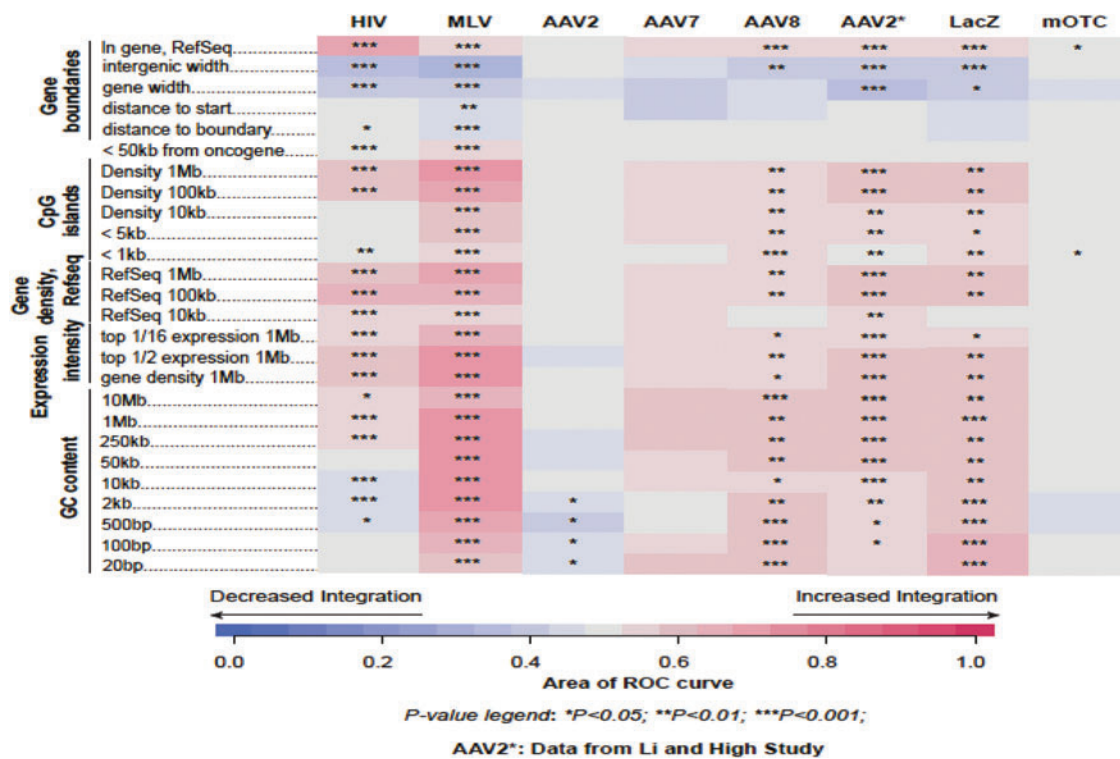 HIV MLV AAV2 AAV7 AAV8 AAV2* LacZ mOTC
Gene boundaries
In gene, RefSeq *** *** *** *** *** *
intergenic width *** *** ** *** ***
gene width *** *** *** *
distance to start **
distance to boundary * ***
< 50kb from oncogene *** ***
CpG islands
Density 1Mb *** *** ** *** **
Density 100kb *** *** ** *** **
Density 10kb *** ** ** **
< 5kb *** ** ** *
< 1kb ** *** *** ** ** *
Gene density, Refseq
RefSeq 1Mb *** *** ** *** **
RefSeq 100kb *** *** ** *** **
RefSeq 10kb *** *** **
Expression intensity
top 1/16 expression 1Mb *** *** * *** *
top 1/2 expression 1Mb *** *** ** *** **
gene density 1Mb *** *** * *** **
GC content
10Mb * *** *** *** **
1Mb *** *** ** *** ***
250kb *** *** ** *** **
50kb *** ** *** **
10kb *** *** * *** **
2kb *** *** * ** ** ***
500bp * *** * *** * ***
100bp *** * *** * ***
20bp *** * *** ***
Decreased Integration Increased Integration
0.0 0.2 0.4 0.6 0.8 1.0
Area of ROC curve
P-value legend: *P<0.05; **P<0.01; ***P<0.001;
AAV2*: Data from Li and High Study